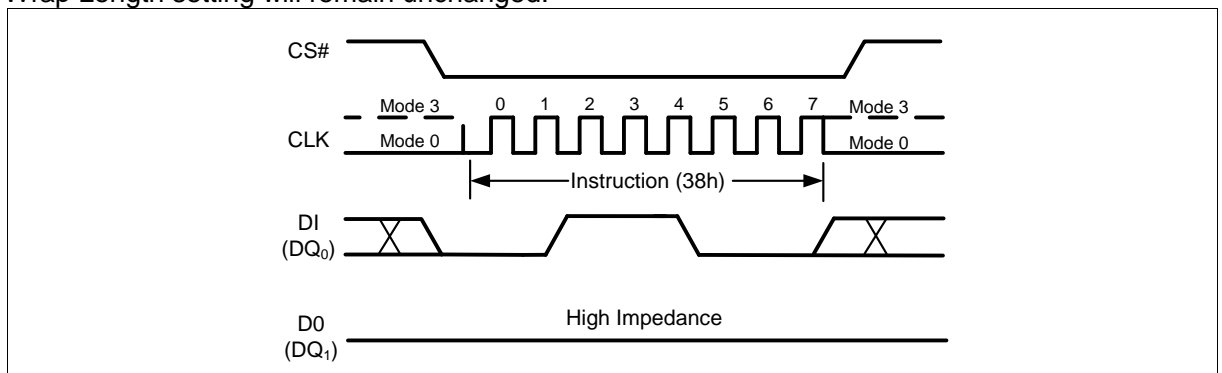 Wrap Length setting will remain unchanged.
CS#
Mode 3 0 1 2 3 4 5 6 7 Mode 3
CLK
Mode 0 Mode 0
Instruction (38h)
DI
(DQ0)
High Impedance
D0
(DQ1)